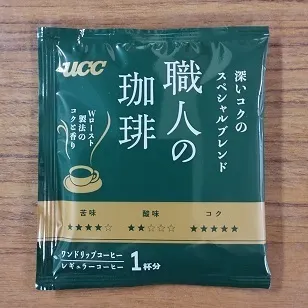 UCC
職人の
珈琲
深いコクの
スペシャルブレンド
Wロースト
製法の
コクと香り
苦味 酸味 コク
★★★★☆ ★★☆☆☆ ★★★★★
ワンドリップコーヒー
レギュラーコーヒー
1杯分